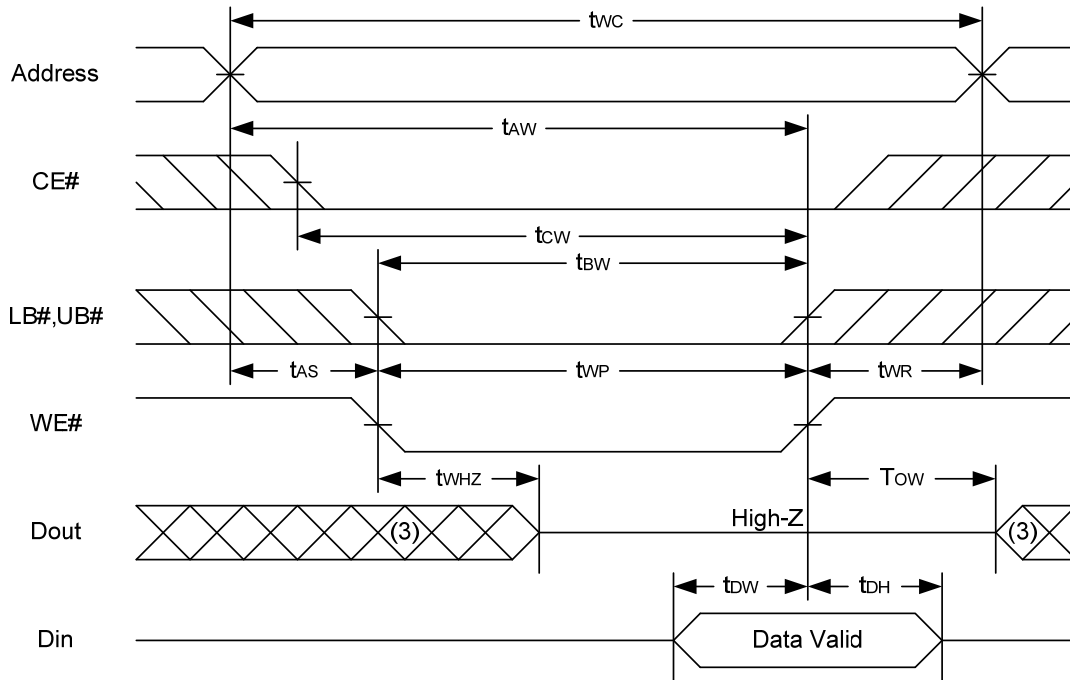 tWC
Address
tAW
CE#
tCW
tBW
LB#,UB#
tAS tWP tWR
WE#
tWHZ TOW
Dout (3) High-Z (3)
tDW tDH
Din Data Valid